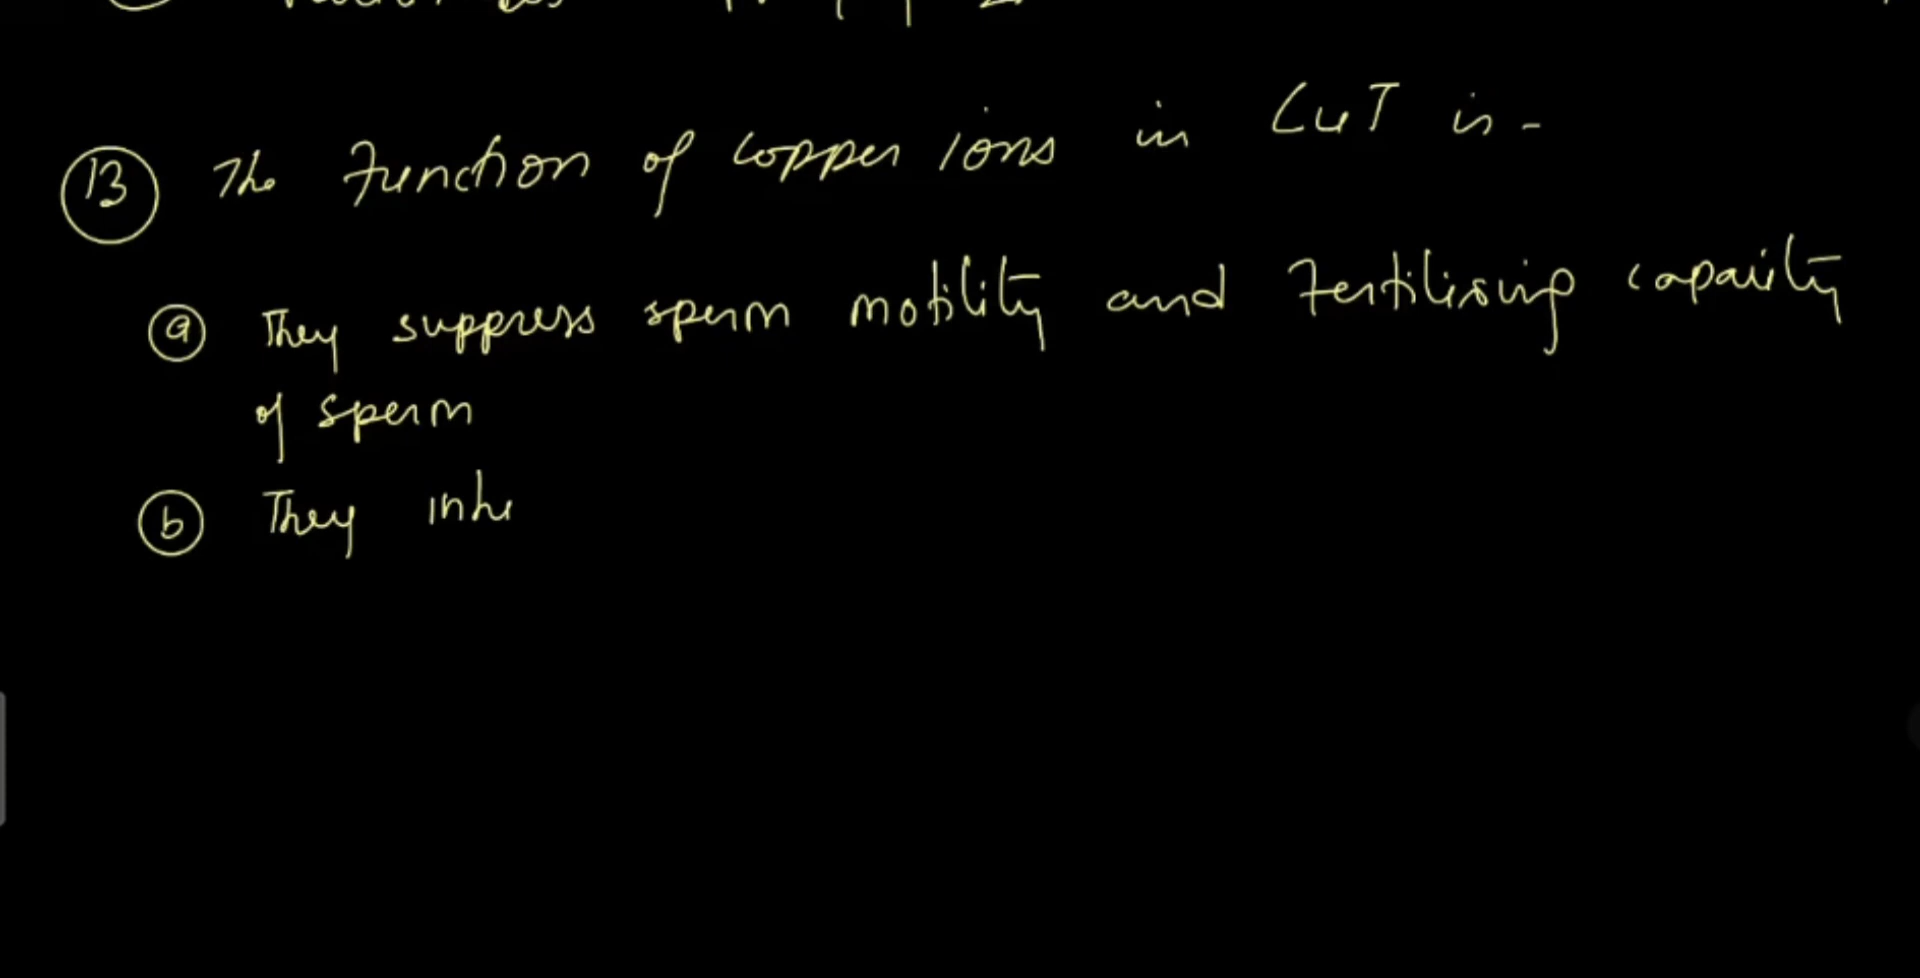 13 The function of copper ions in CuT is -
a They suppress sperm motility and fertilising capacity
of sperm
b They inhi